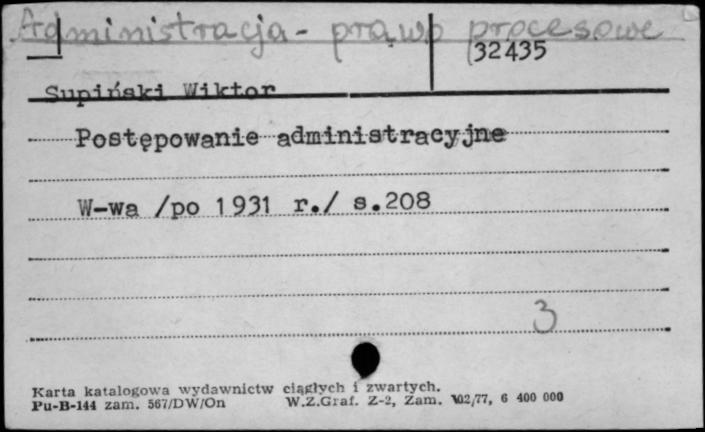 Administracja - prawo procesowe
32435
Supiński Wiktor
Postępowanie administracyjne
W-wa /po 1931 r./ s.208
3
Karta katalogowa wydawnictw ciągłych i zwartych.
Pu-B-144 zam. 567/DW/On W.Z.Graf. Z-2, Zam. 102/77, 6 400 000